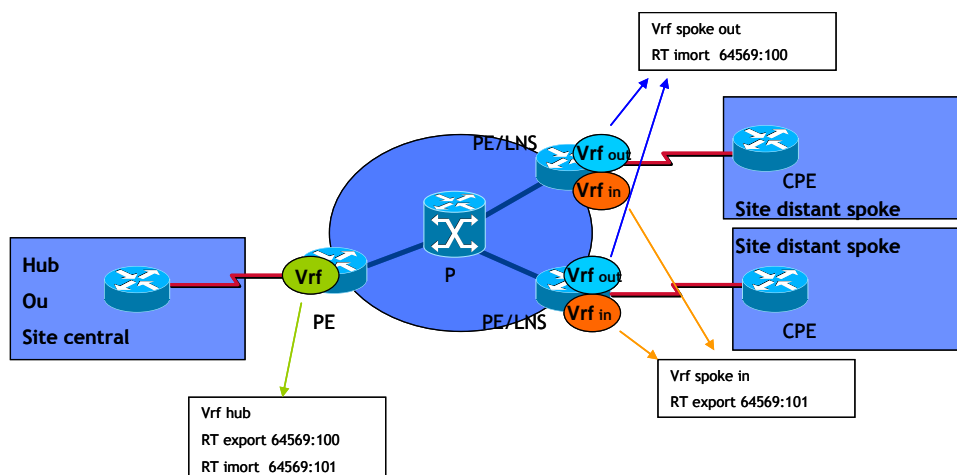 Vrf spoke out
RT imort 64569:100
PE/LNS
Vrf out
Vrf in
CPE
Site distant spoke
Site distant spoke
CPE
Hub
Ou
Site central
Vrf
PE
P
Vrf out
Vrf in
PE/LNS
Vrf spoke in
RT export 64569:101
Vrf hub
RT export 64569:100
RT imort 64569:101